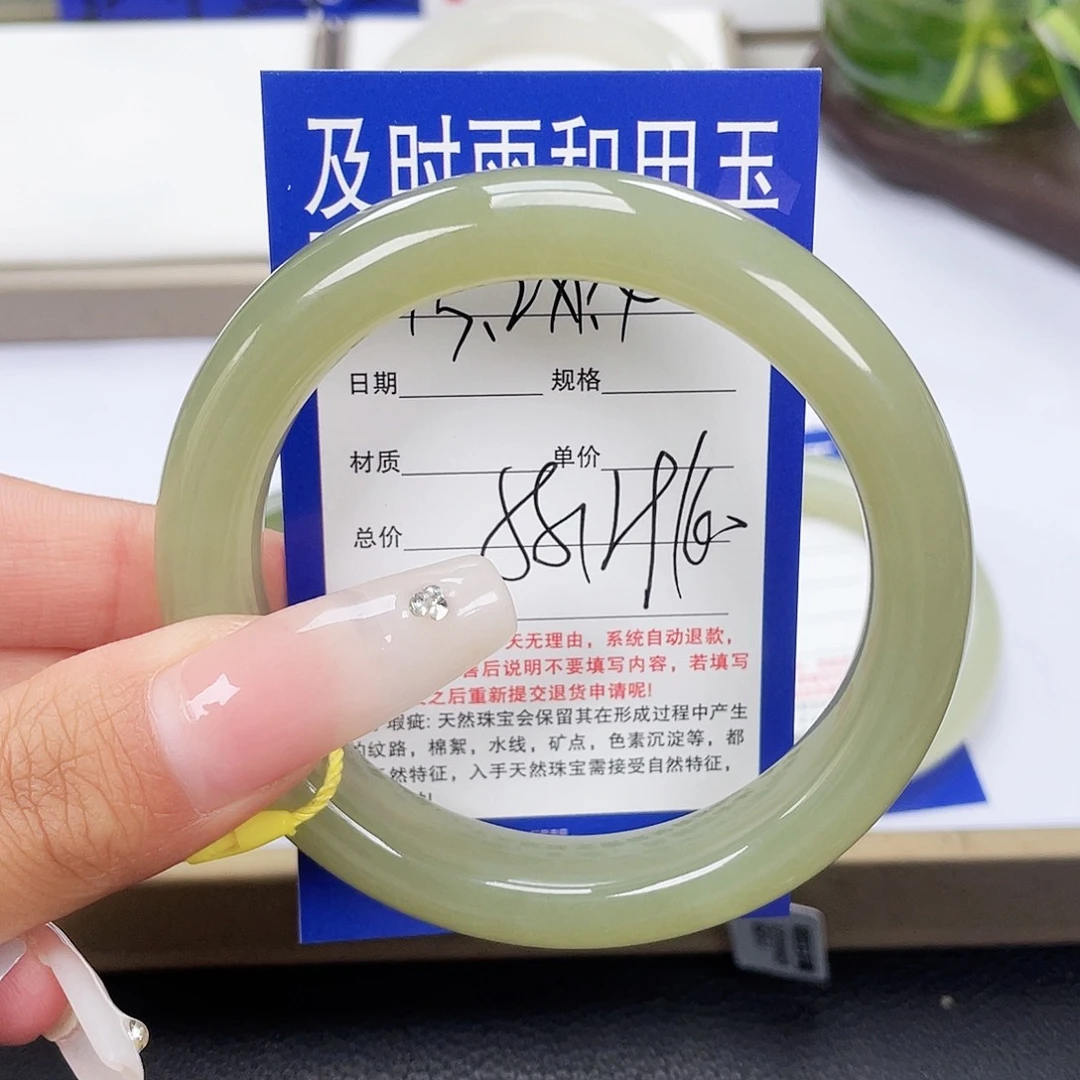 及时雨和田玉
日期 规格
材质 单价
总价
天无理由，系统自动退款，
售后说明不要填写内容，若填写
之后重新提交退货申请呢!
瑕疵: 天然珠宝会保留其在形成过程中产生
的纹路，棉絮，水线，矿点，色素沉淀等，都
然特征，入手天然珠宝需接受自然特征，